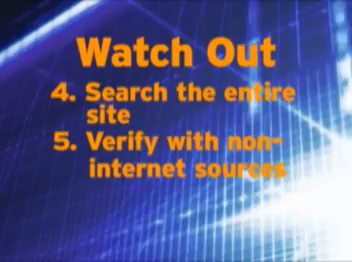 Watch Out
4. Search the entire
site
5. Verify with non-
internet sources